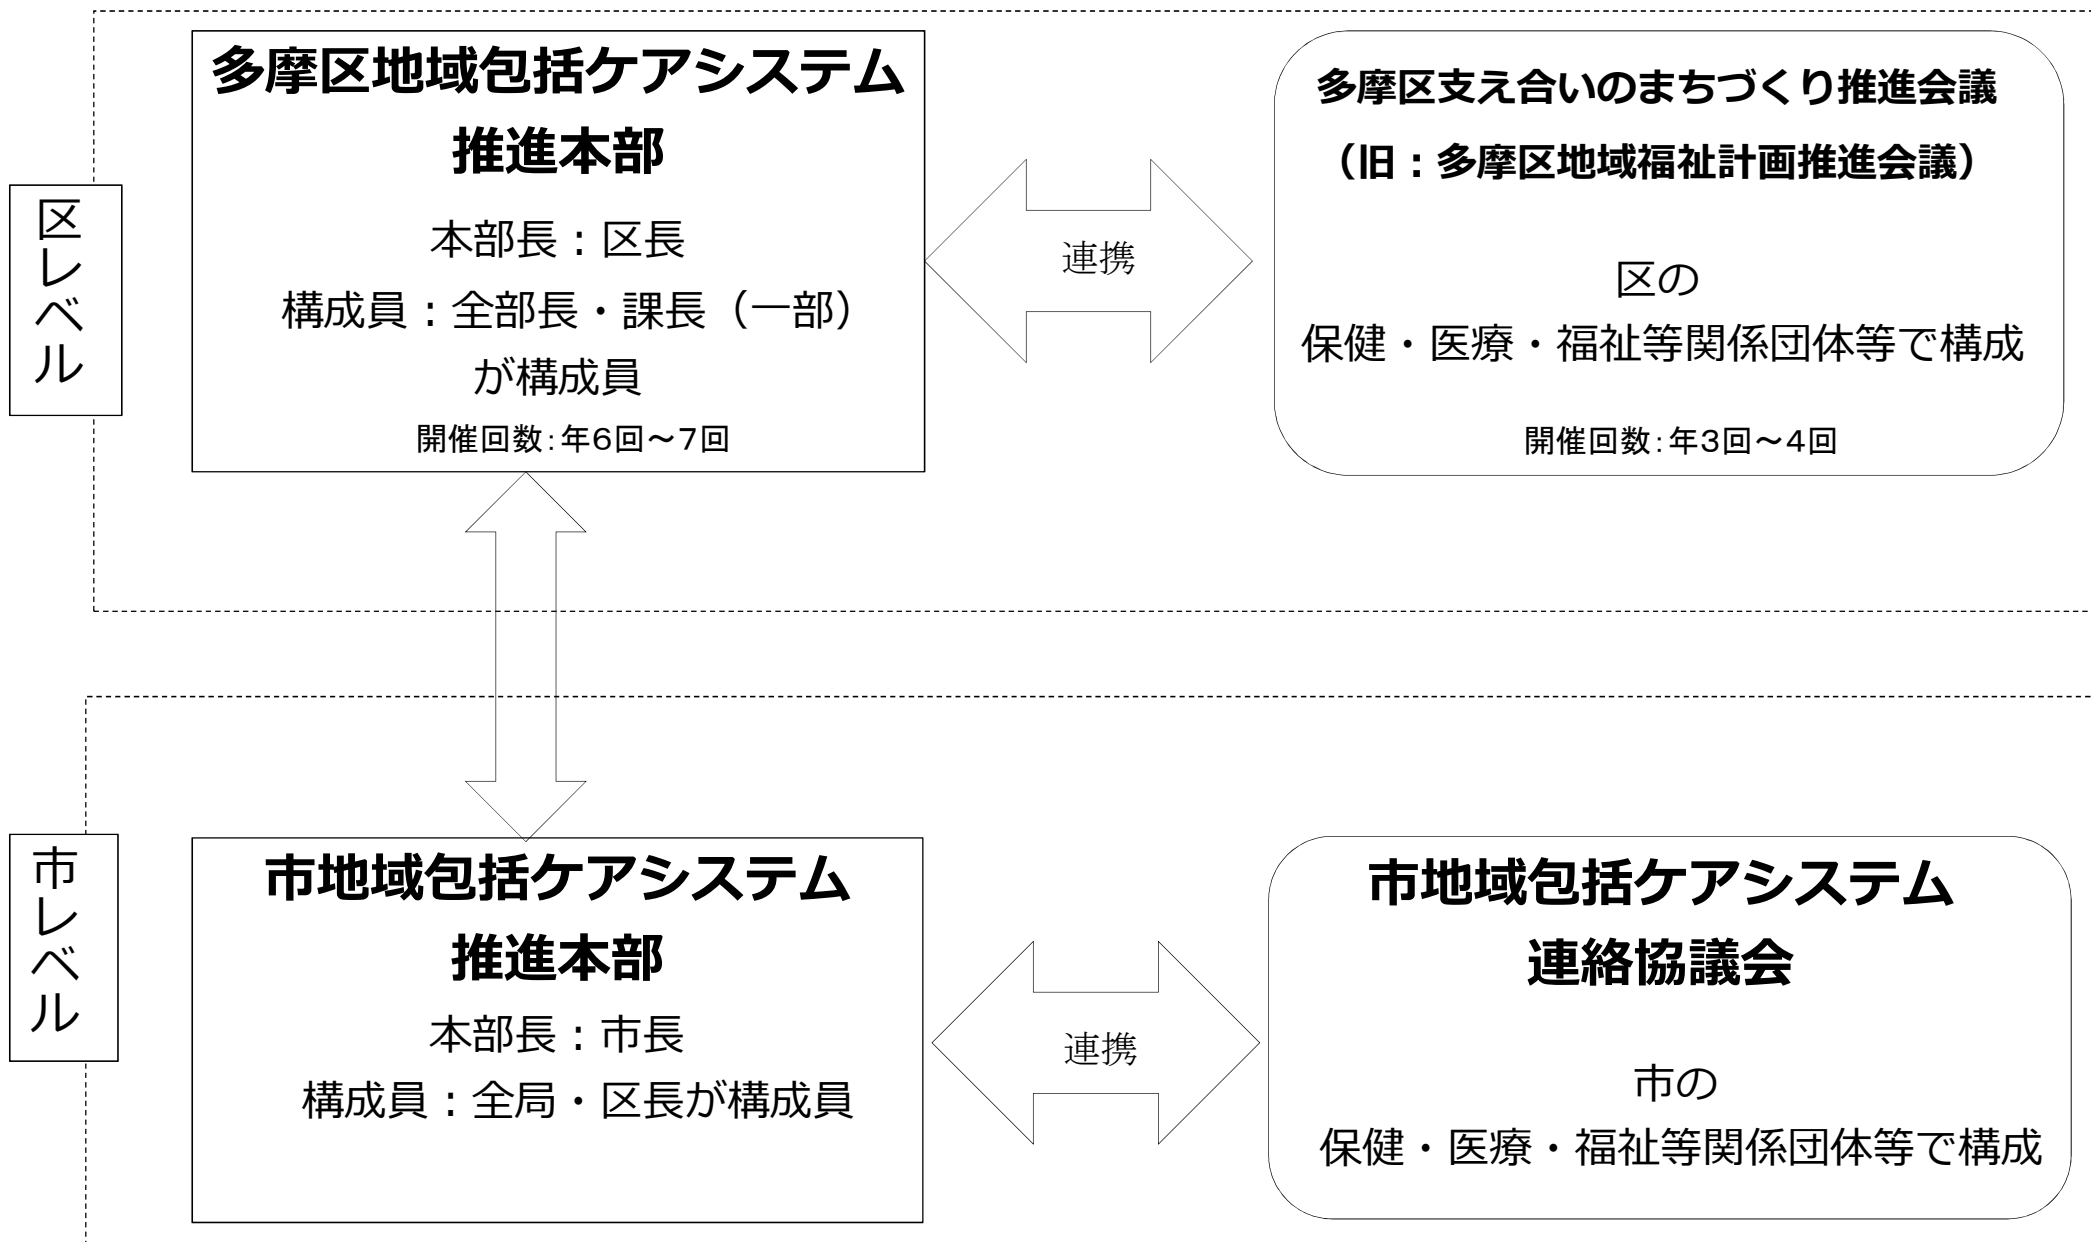 区レベル
多摩区地域包括ケアシステム
推進本部
本部長：区長
構成員：全部長・課長（一部）
が構成員
開催回数：年６回～７回
連携
多摩区支え合いのまちづくり推進会議
（旧：多摩区地域福祉計画推進会議）
区の
保健・医療・福祉等関係団体等で構成
開催回数：年３回～４回
市レベル
市地域包括ケアシステム
推進本部
本部長：市長
構成員：全局・区長が構成員
連携
市地域包括ケアシステム
連絡協議会
市の
保健・医療・福祉等関係団体等で構成